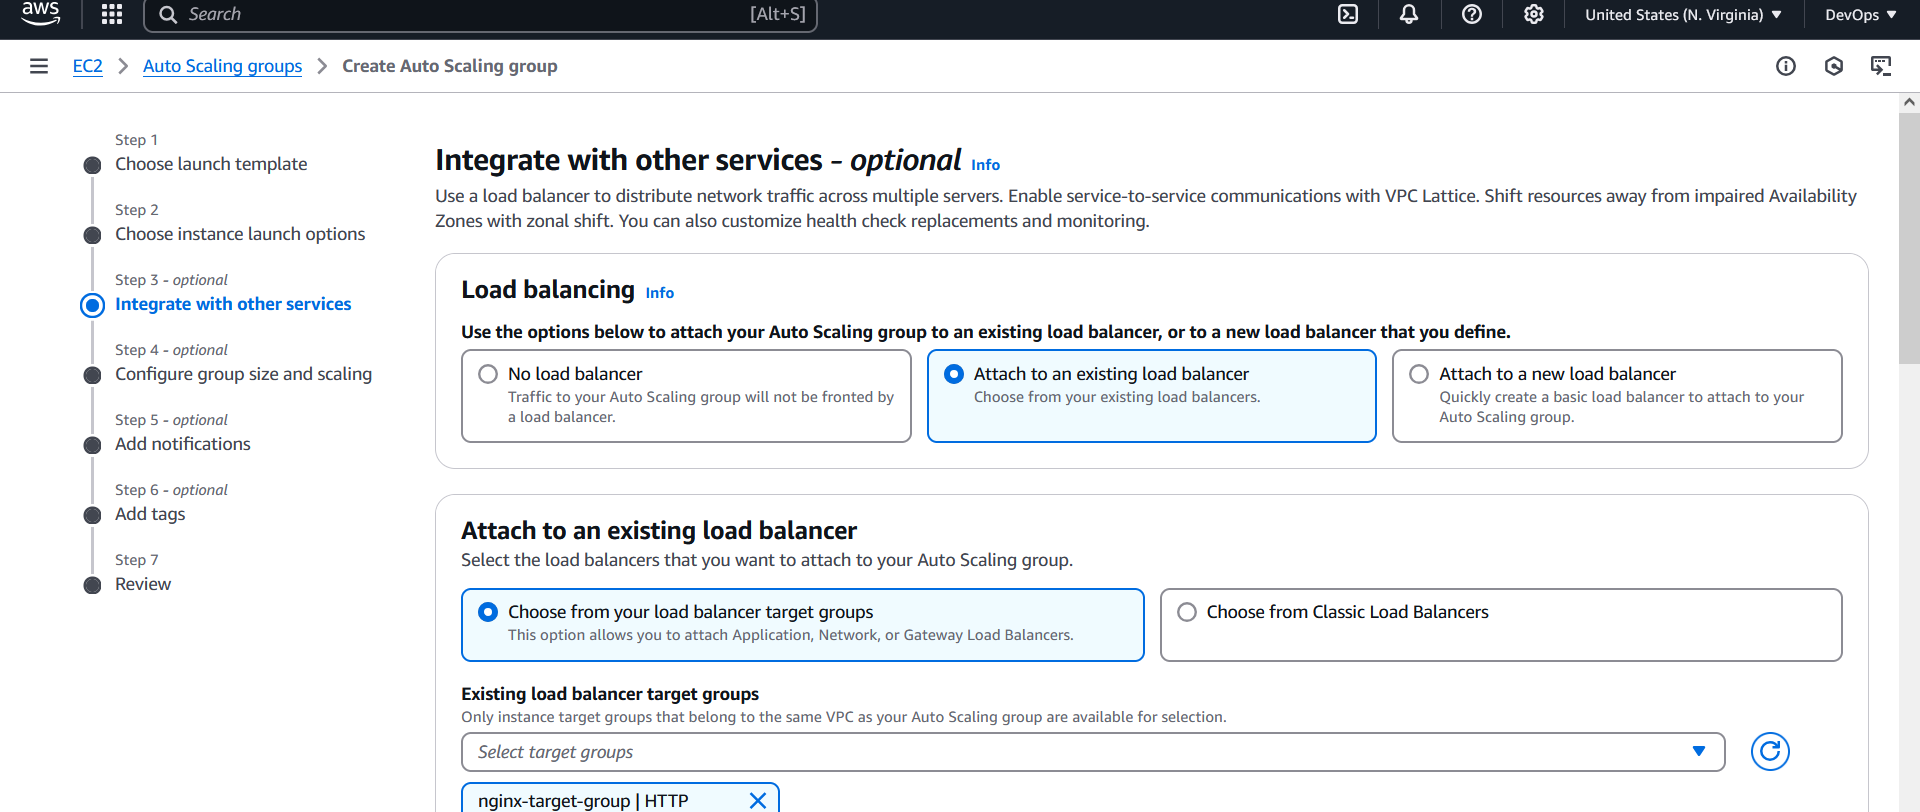 aws
Search [Alt+S]
United States (N. Virginia)
DevOps
EC2
Auto Scaling groups
Create Auto Scaling group
Step 1
Choose launch template
Step 2
Choose instance launch options
Step 3 - optional
Integrate with other services
Step 4 - optional
Configure group size and scaling
Step 5 - optional
Add notifications
Step 6 - optional
Add tags
Step 7
Review
Integrate with other services - optional Info
Use a load balancer to distribute network traffic across multiple servers. Enable service-to-service communications with VPC Lattice. Shift resources away from impaired Availability
Zones with zonal shift. You can also customize health check replacements and monitoring.
Load balancing Info
Use the options below to attach your Auto Scaling group to an existing load balancer, or to a new load balancer that you define.
No load balancer
Traffic to your Auto Scaling group will not be fronted by
a load balancer.
Attach to an existing load balancer
Choose from your existing load balancers.
Attach to a new load balancer
Quickly create a basic load balancer to attach to your
Auto Scaling group.
Attach to an existing load balancer
Select the load balancers that you want to attach to your Auto Scaling group.
Choose from your load balancer target groups
This option allows you to attach Application, Network, or Gateway Load Balancers.
Choose from Classic Load Balancers
Existing load balancer target groups
Only instance target groups that belong to the same VPC as your Auto Scaling group are available for selection.
Select target groups
nginx-target-group | HTTP